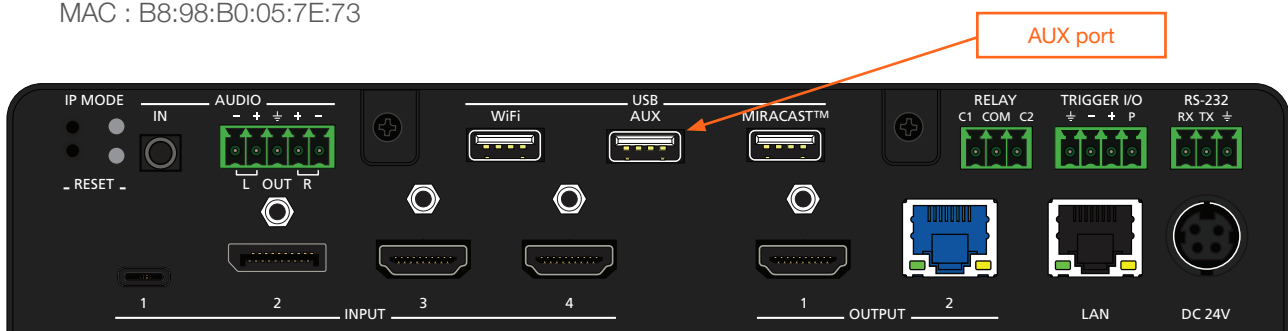 MAC : B8:98:B0:05:7E:73
AUX port
IP MODE AUDIO USB RELAY TRIGGER I/O RS-232
IN - + ⏚ + - WiFi AUX MIRACAST™ C1 COM C2 ⏚ - + P RX TX ⏚
RESET L OUT R
1 2 3 4 1 2
INPUT OUTPUT LAN DC 24V